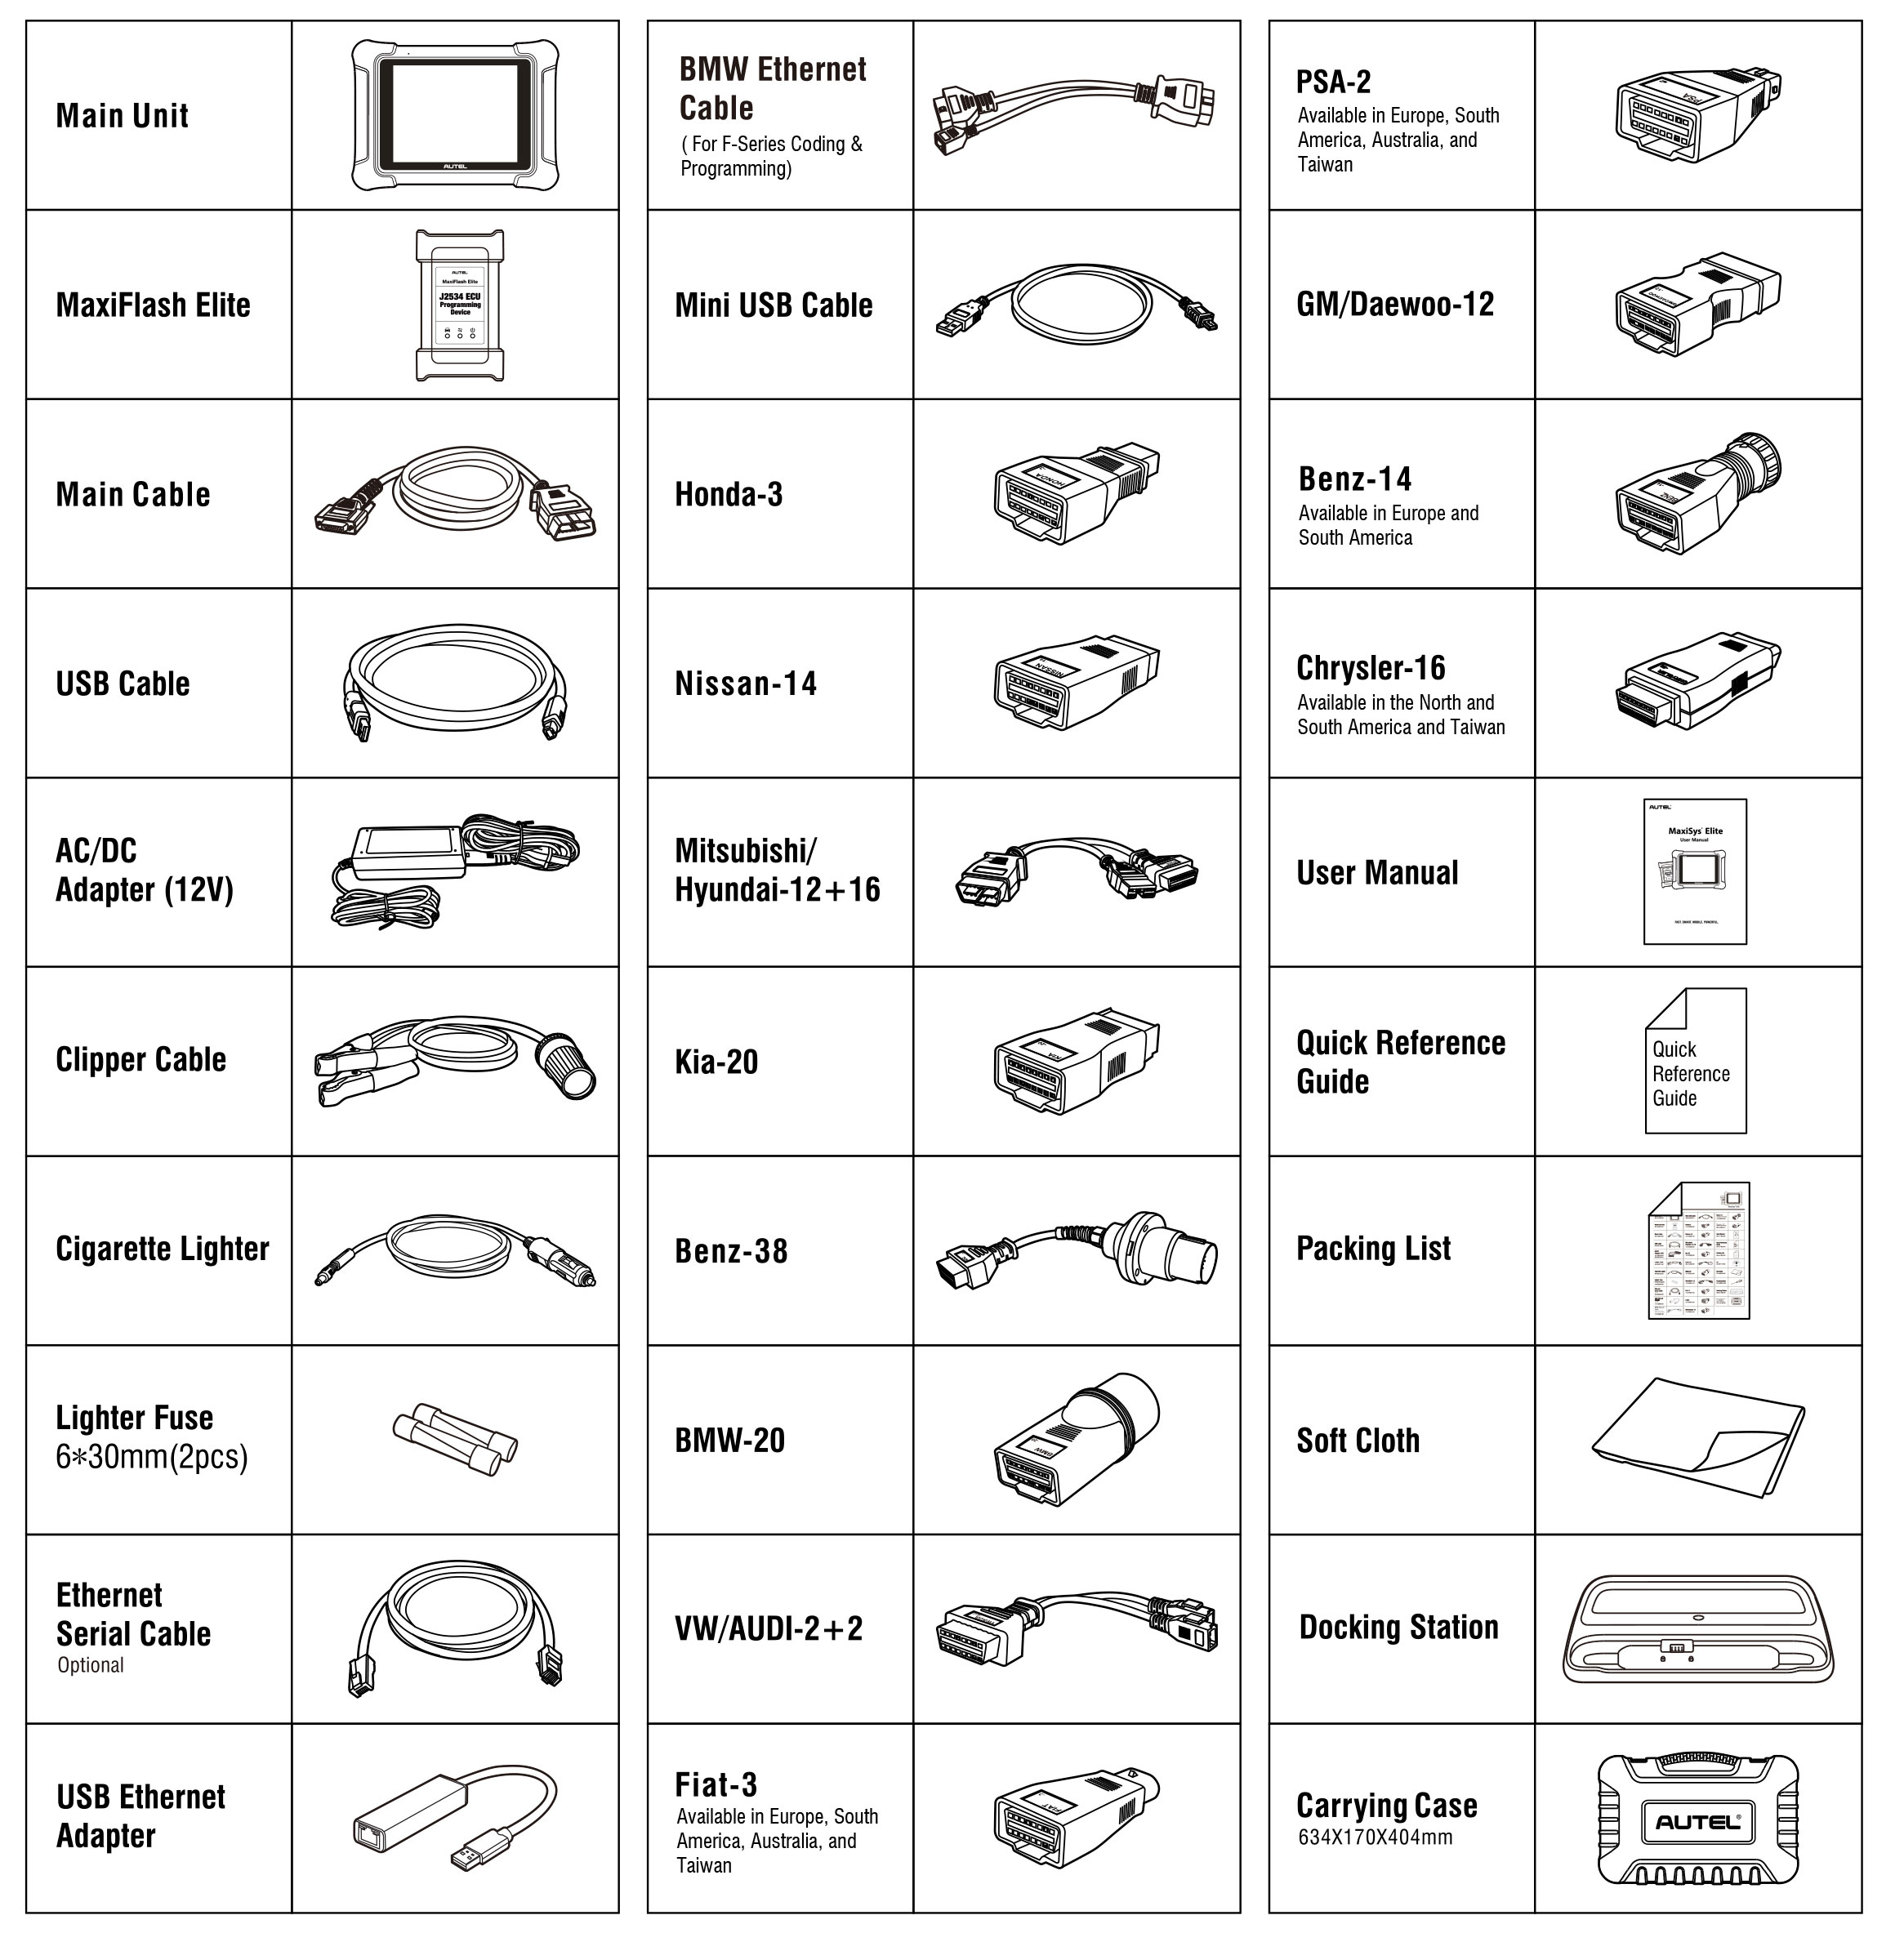 Main Unit
AUTEL
MaxiFlash Elite
AUTEL
MaxiFlash Elite
J2534 ECU
Programming
Device
Main Cable
USB Cable
AC/DC
Adapter (12V)
Clipper Cable
Cigarette Lighter
Lighter Fuse
6*30mm(2pcs)
Ethernet
Serial Cable
Optional
USB Ethernet
Adapter
BMW Ethernet
Cable
( For F-Series Coding &
Programming)
Mini USB Cable
Honda-3
HONDA
Nissan-14
NISSAN
Mitsubishi/
Hyundai-12+16
Kia-20
KIA
Benz-38
BMW-20
BMW
VW/AUDI-2+2
Fiat-3
Available in Europe, South
America, Australia, and
Taiwan
FIAT
PSA-2
Available in Europe, South
America, Australia, and
Taiwan
PSA
GM/Daewoo-12
Benz-14
Available in Europe and
South America
BENZ
Chrysler-16
Available in the North and
South America and Taiwan
User Manual
AUTEL
MaxiSys Elite
User Manual
FAST. SMART. MOBILE. POWERFUL.
Quick Reference
Guide
Quick
Reference
Guide
Packing List
Soft Cloth
Docking Station
Carrying Case
634X170X404mm
AUTEL®